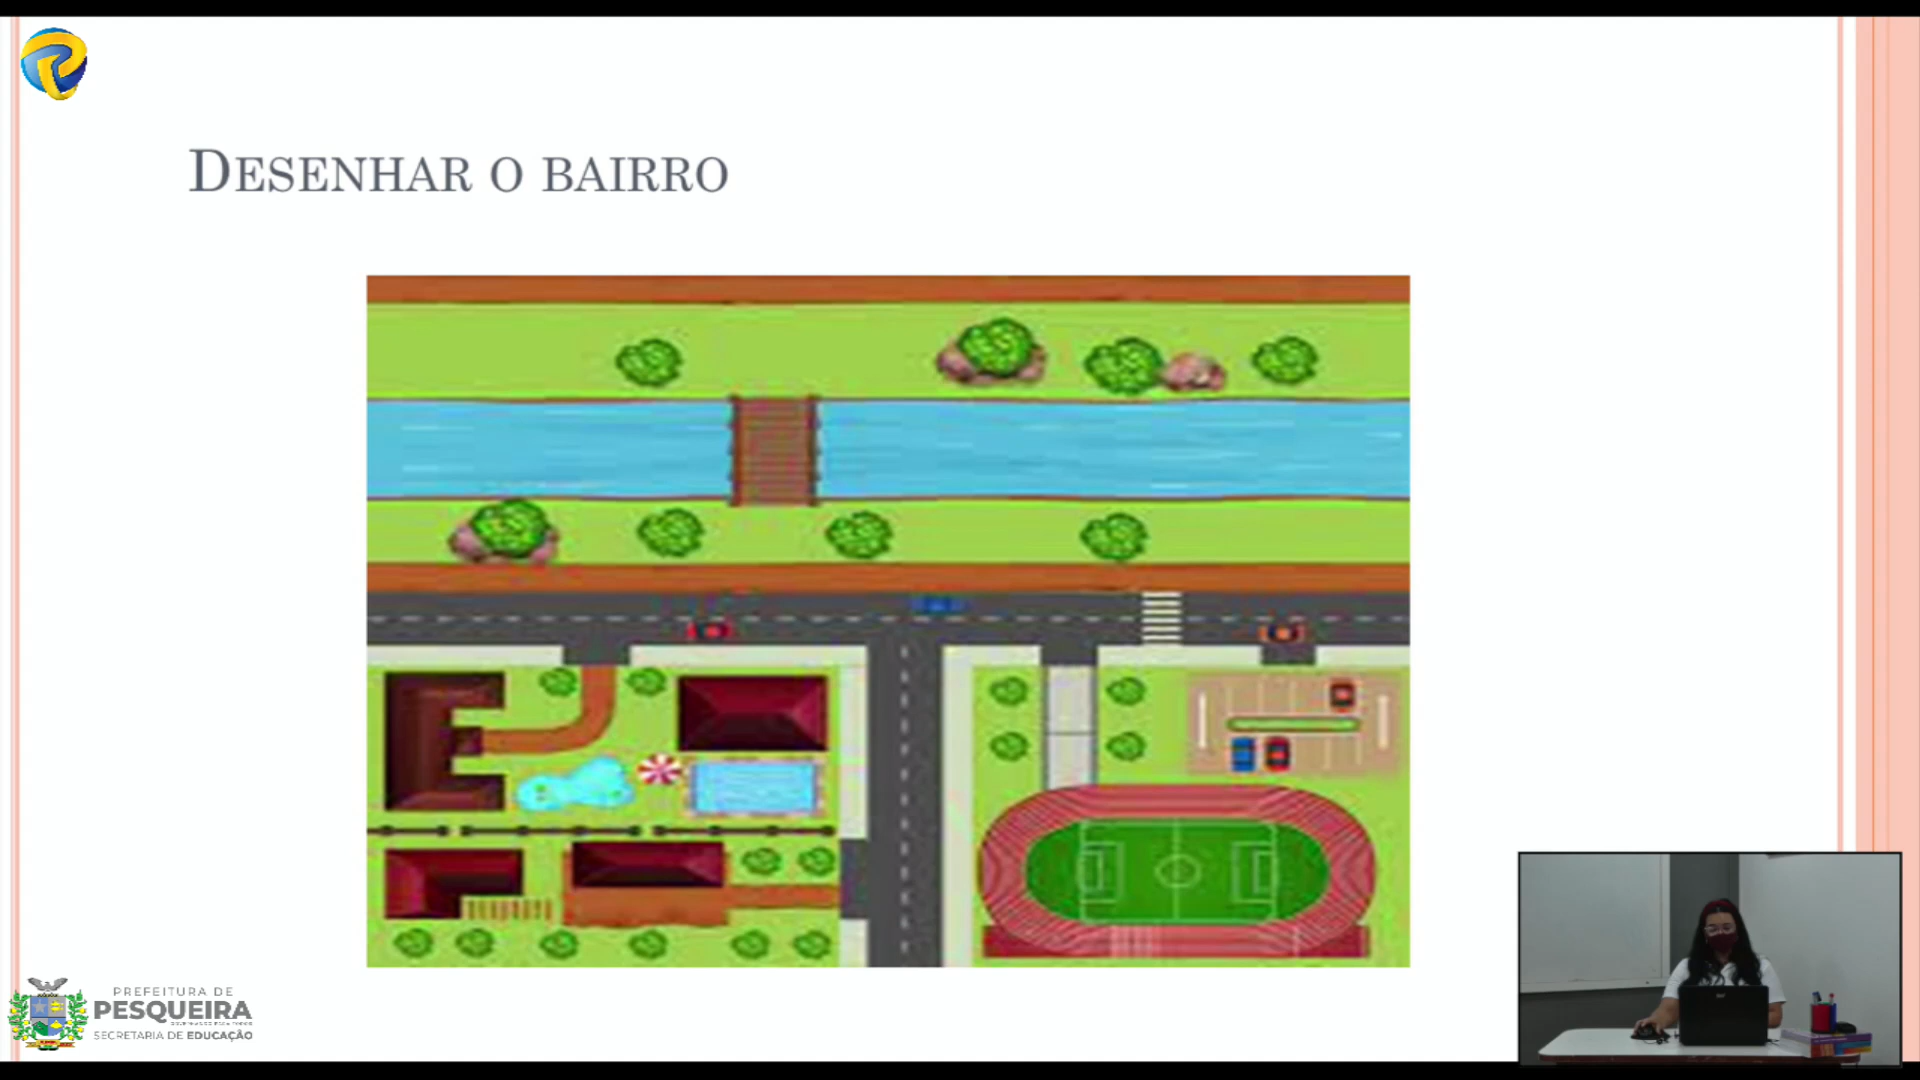 DESENHAR O BAIRRO
PREFEITURA DE
PESQUEIRA
SECRETARIA DE EDUCAÇÃO